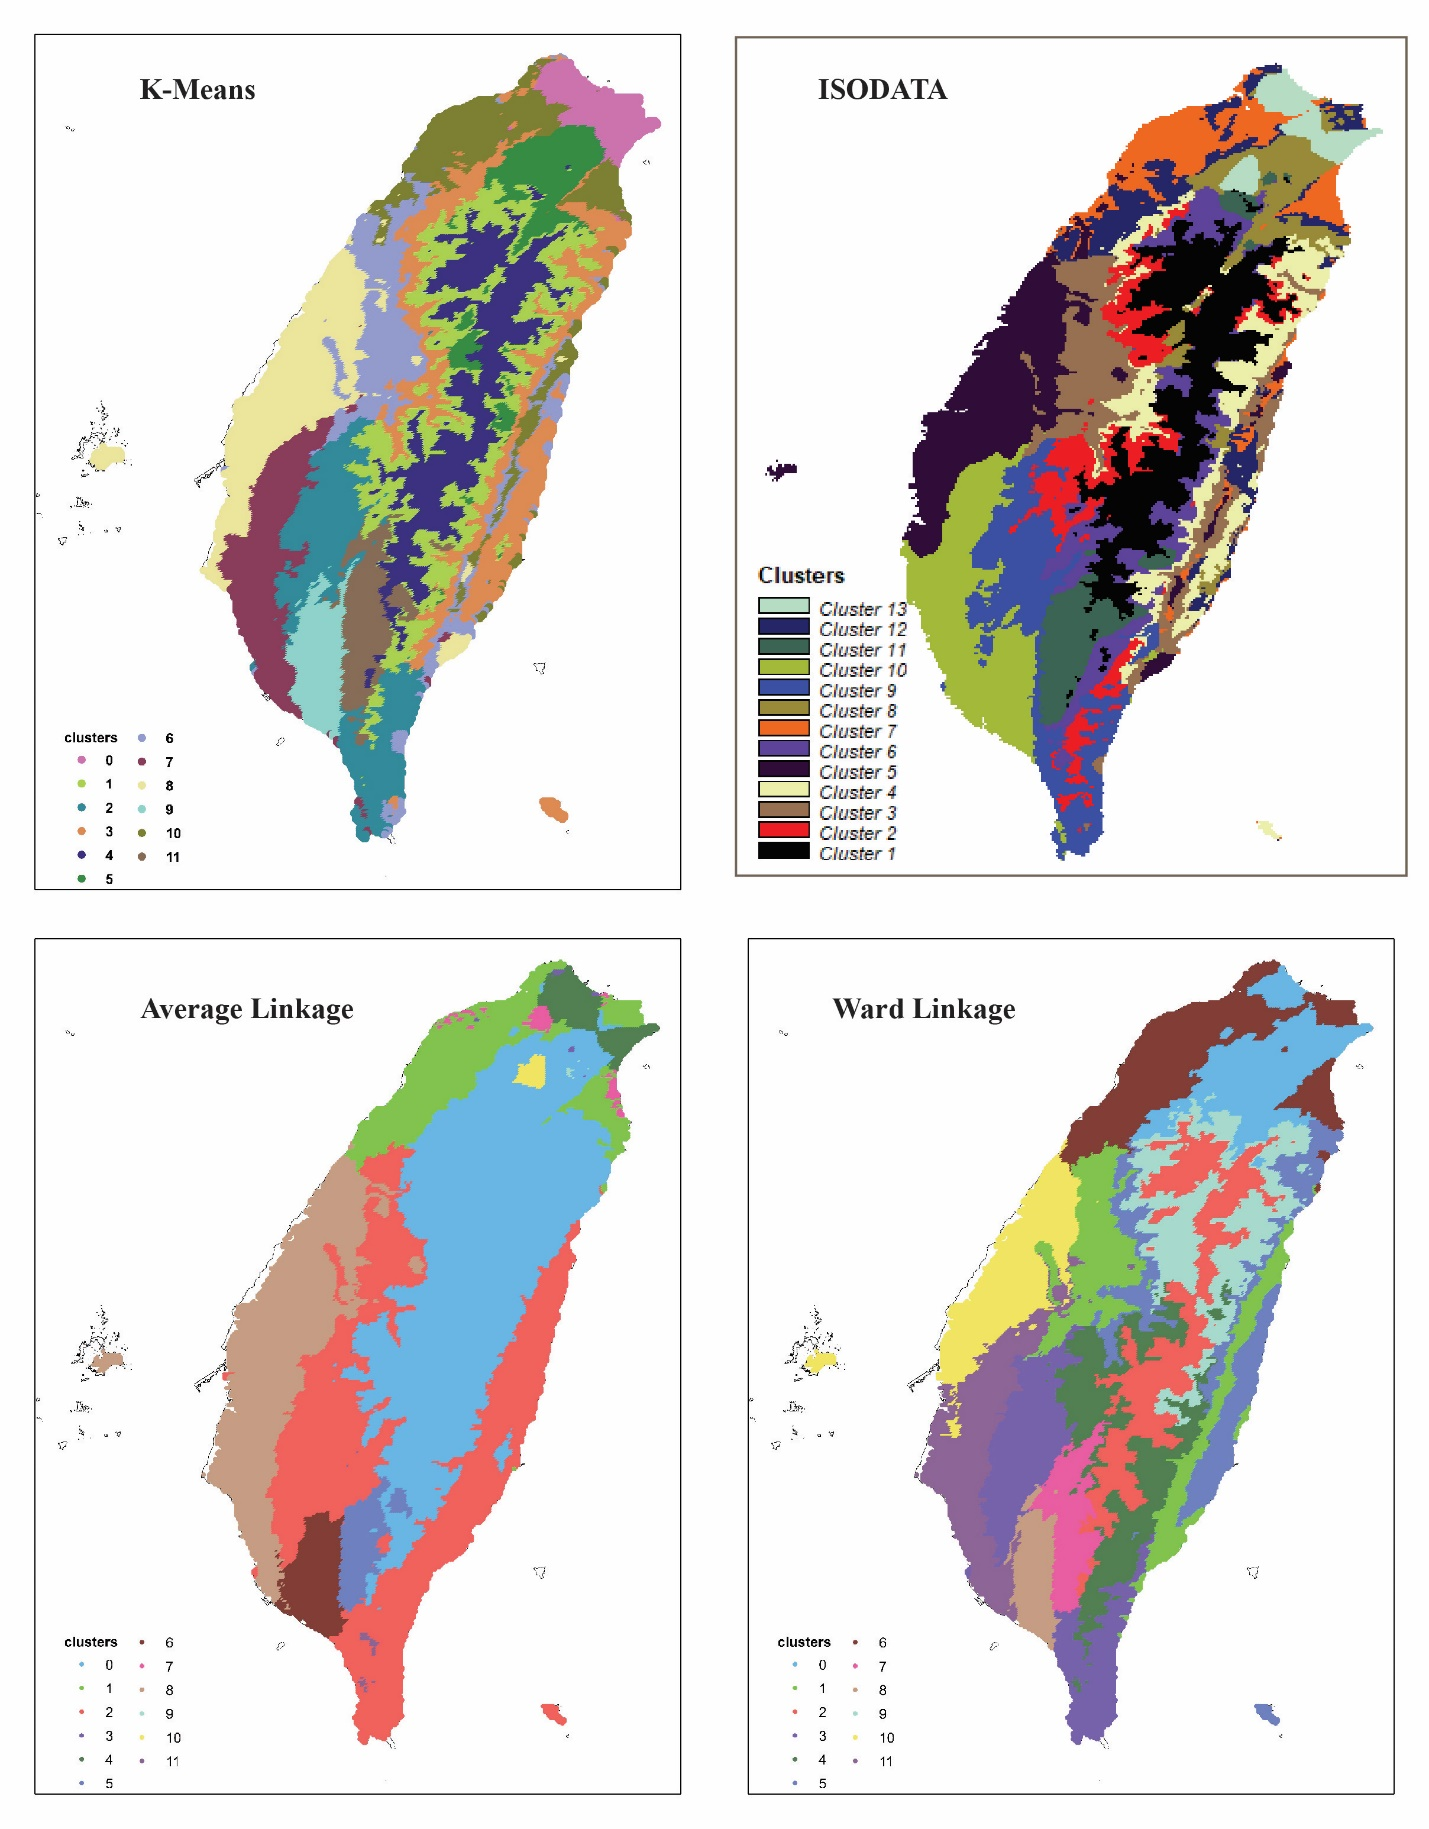 K-Means
clusters 6
0 7
1 8
2 9
3 10
4 11
5
ISODATA
Clusters
Cluster 13
Cluster 12
Cluster 11
Cluster 10
Cluster 9
Cluster 8
Cluster 7
Cluster 6
Cluster 5
Cluster 4
Cluster 3
Cluster 2
Cluster 1
Average Linkage
clusters 6
0 7
1 8
2 9
3 10
4 11
5
Ward Linkage
clusters 6
0 7
1 8
2 9
3 10
4 11
5